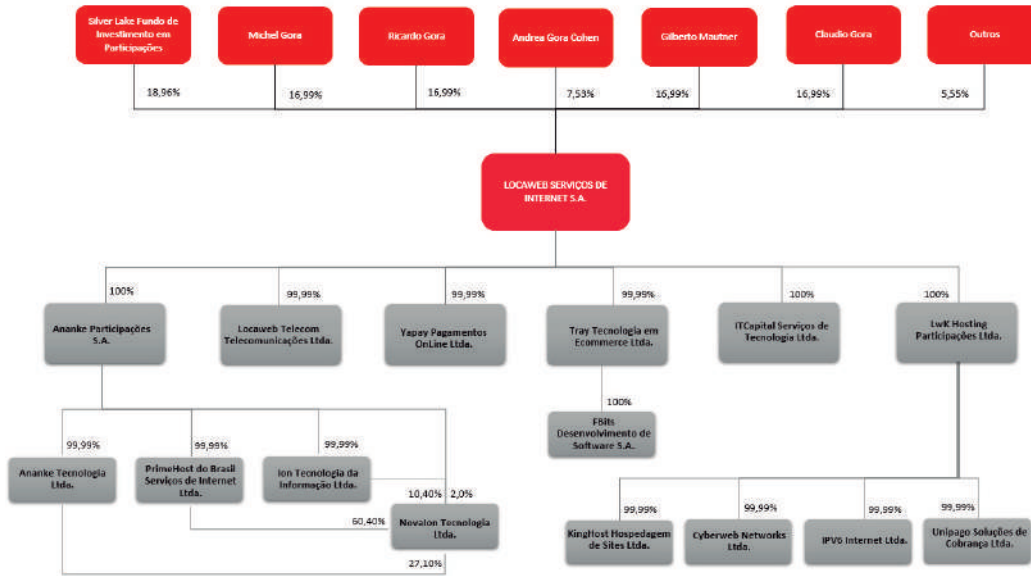 Silver Lake Fundo de
Investimento em
Participações
Michel Gora
Ricardo Gora
Andrea Gora Cohen
Gilberto Mautner
Claudio Gora
Outros
18,96%
16,99%
16,99%
7,53%
16,99%
16,99%
5,55%
LOCAWEB SERVIÇOS DE
INTERNET S.A.
100%
99,99%
99,99%
99,99%
100%
100%
Ananke Participações
S.A.
Locaweb Telecom
Telecomunicações Ltda.
Yapay Pagamentos
OnLine Ltda.
Tray Tecnologia em
Ecommerce Ltda.
ITCapital Serviços de
Tecnologia Ltda.
LwK Hosting
Participações Ltda.
100%
FBits
Desenvolvimento de
Software S.A.
99,99%
99,99%
99,99%
Ananke Tecnologia
Ltda.
PrimeHost do Brasil
Serviços de Internet
Ltda.
Ion Tecnologia da
Informação Ltda.
10,40%
2,0%
60,40%
Novalon Tecnologia
Ltda.
27,10%
99,99%
99,99%
99,99%
99,99%
KingHost Hospedagem
de Sites Ltda.
Cyberweb Networks
Ltda.
IPV6 Internet Ltda.
Unipago Soluções de
Cobrança Ltda.